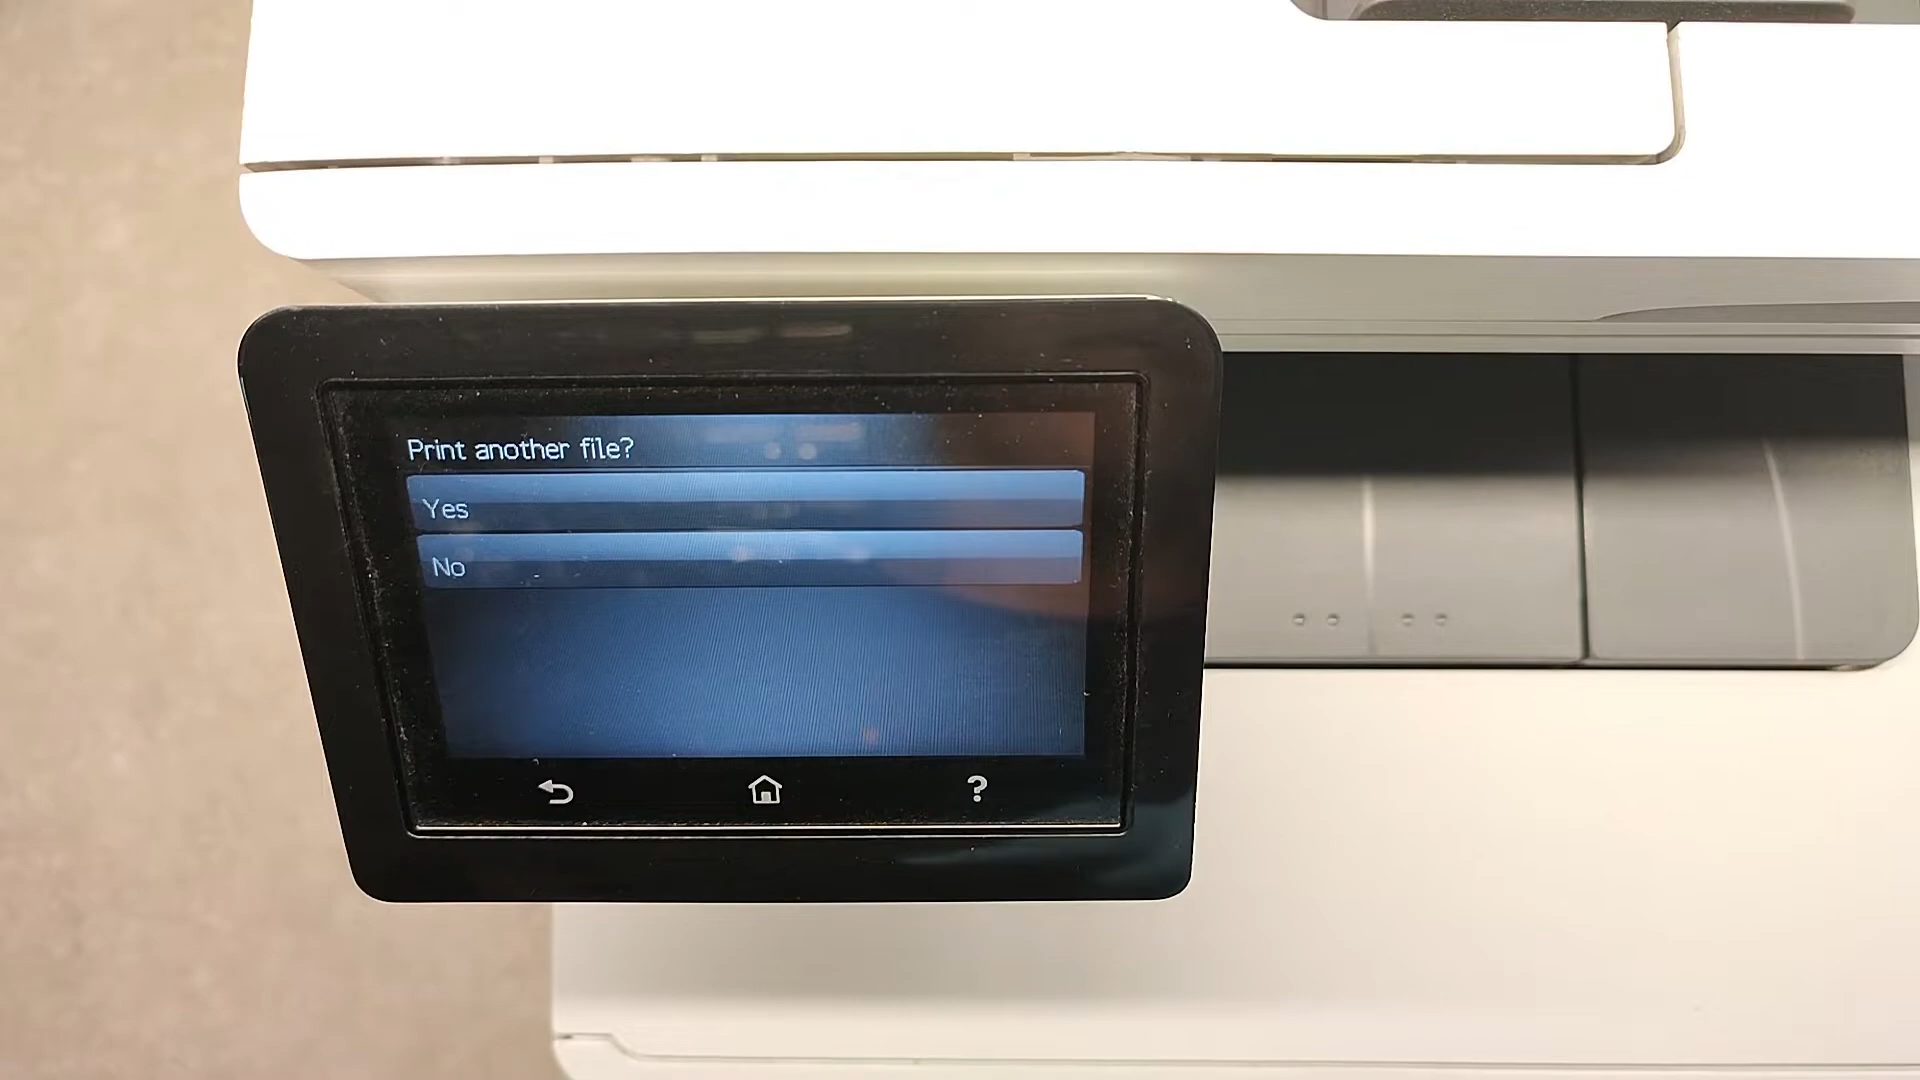 Print another file?
Yes
No
?